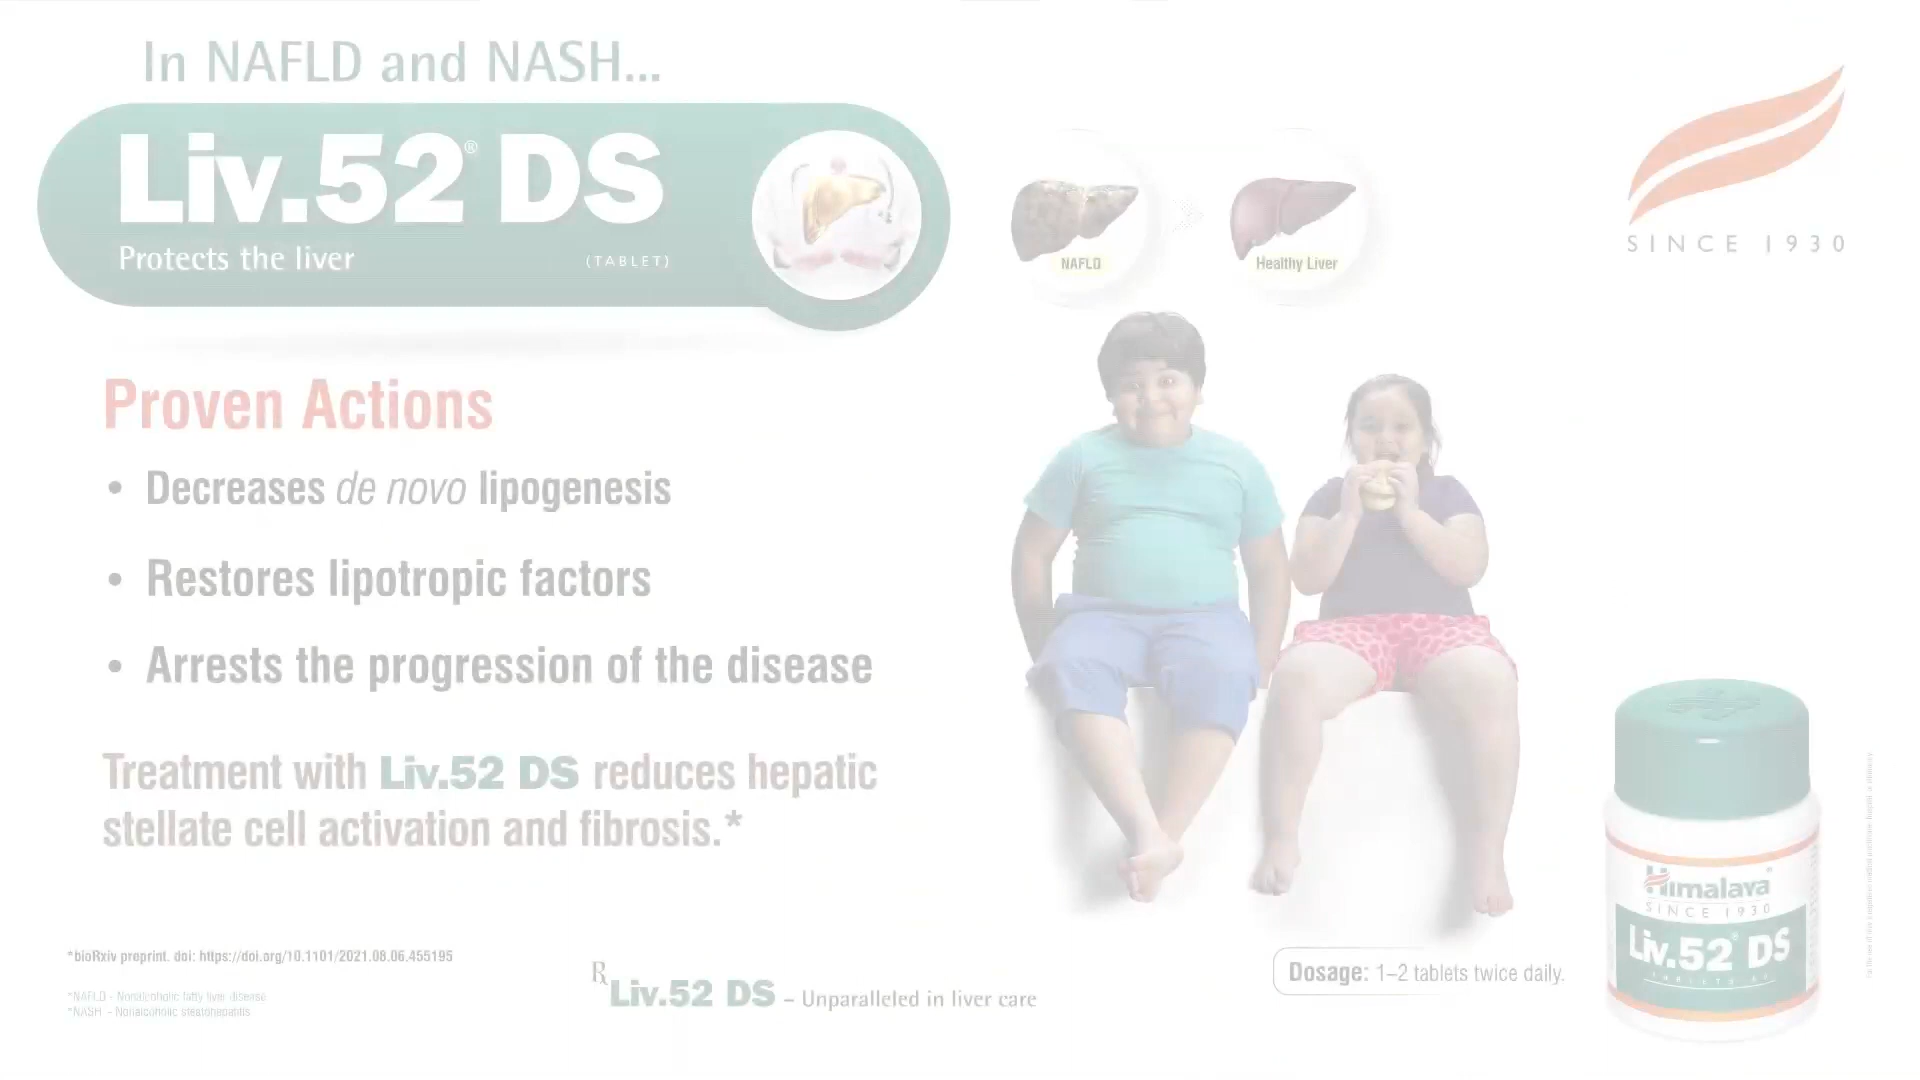 In NAFLD and NASH...
Liv.52® DS
Protects the liver
(TABLET)
NAFLD
Healthy Liver
SINCE 1930
Proven Actions
• Decreases de novo lipogenesis
• Restores lipotropic factors
• Arrests the progression of the disease
Treatment with Liv.52 DS reduces hepatic
stellate cell activation and fibrosis.*
*bioRxiv preprint. doi: https://doi.org/10.1101/2021.08.06.455195
*NAFLD - Nonalcoholic fatty liver disease
*NASH - Nonalcoholic steatohepatitis
℞ Liv.52 DS – Unparalleled in liver care
Dosage: 1–2 tablets twice daily.
Himalaya
SINCE 1930
Liv.52® DS
TABLETS